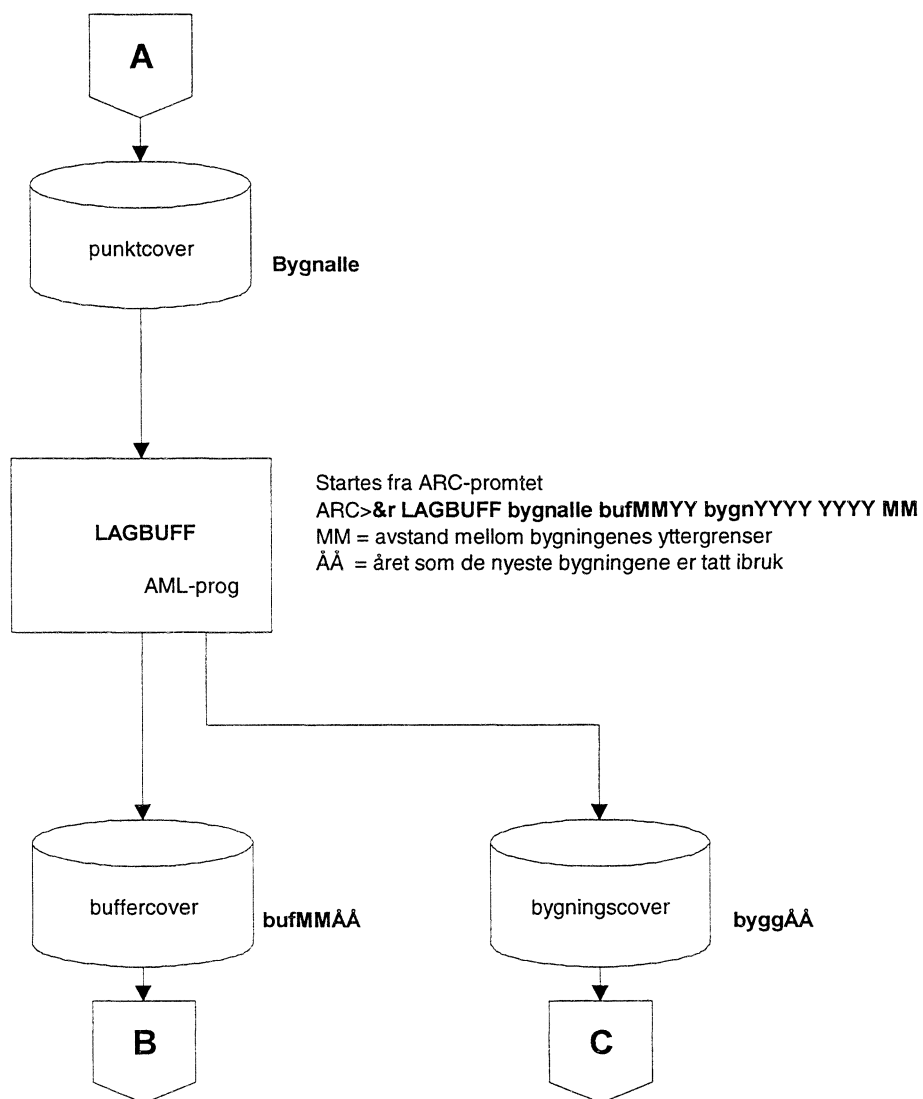 A
punktcover
Bygnalle
Startes fra ARC-promtet
ARC>&r LAGBUFF bygnalle bufMMYY bygnYYYY YYYY MM
MM = avstand mellom bygningenes yttergrenser
ÅÅ = året som de nyeste bygningene er tatt ibruk
LAGBUFF
AML-prog
buffercover
bufMMÅÅ
bygningscover
byggÅÅ
B
C